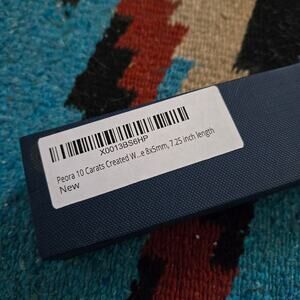 X0013BS6HP
Peora 10 Carats Created W...e 8x5mm, 7.25 inch length
New